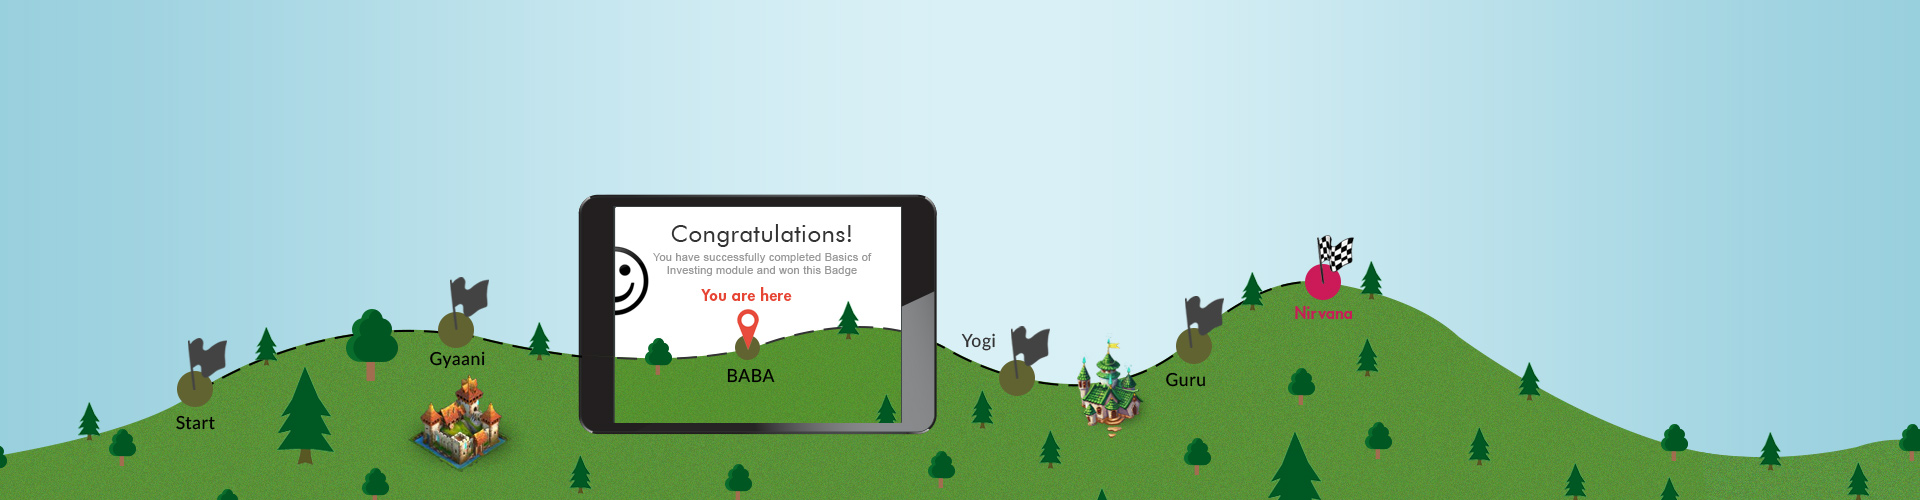 Congratulations!
You have successfully completed Basics of
Investing module and won this Badge
You are here
Start
Gyaani
BABA
Yogi
Guru
Nirvana